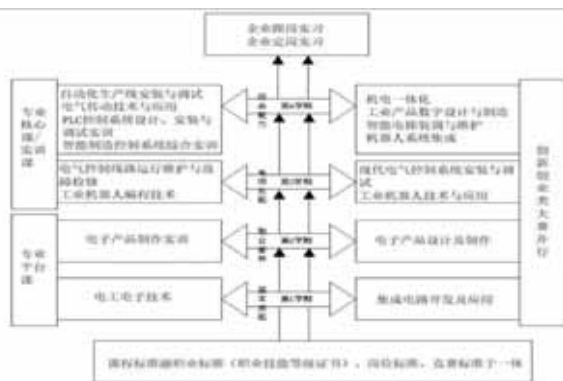 企业跟岗实习
企业定岗实习
专业核心课/实训课
自动化生产线安装与调试
电气传动技术与应用
PLC控制系统设计、安装与
调试实训
智能制造控制系统综合实训
机电一体化
工业产品数字设计与制造
智能电梯装调与维护
机器人系统集成
创新创业类大赛并行
电气控制线路运行维护与故
障检修
工业机器人编程技术
现代电气控制系统安装与调
试
工业机器人技术与应用
专业平台课
电子产品制作实训
电子产品设计及制作
电工电子技术
集成电路开发及应用
课程标准融职业标准（职业技能等级证书）、岗位标准、竞赛标准于一体